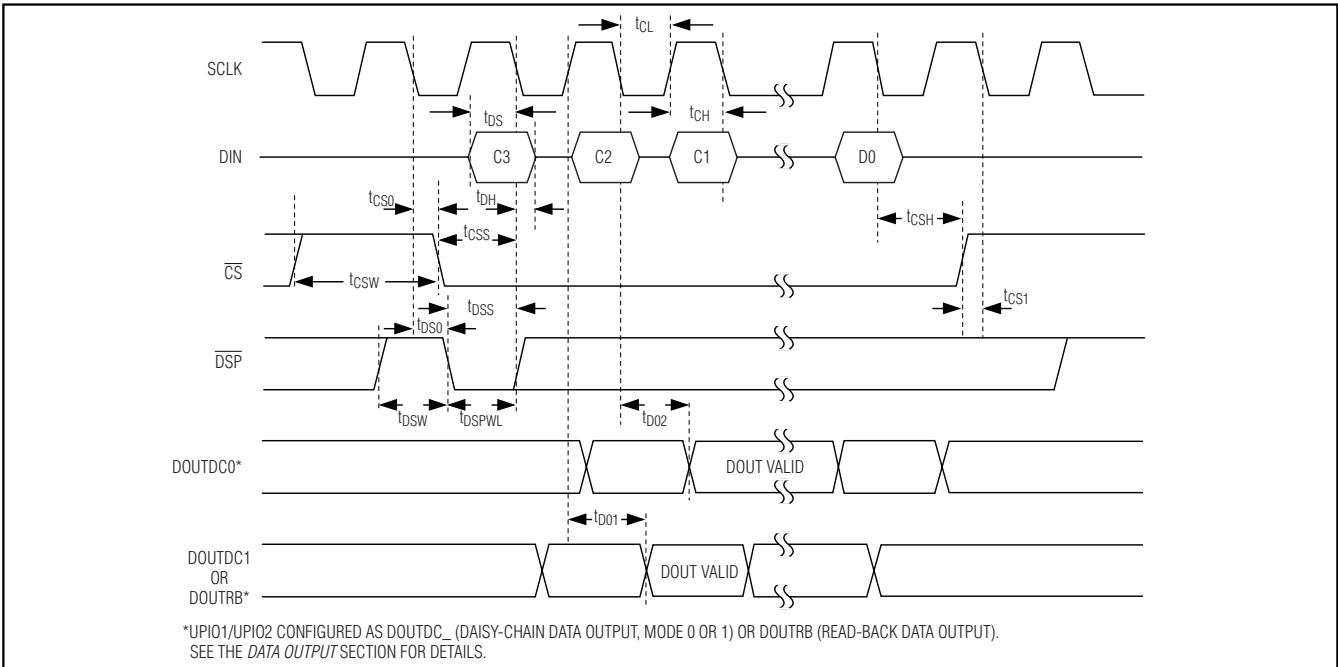 tCL
SCLK
tDS
tCH
DIN
C3
C2
C1
D0
tCS0
tDH
tCSH
tCSS
CS
tCSW
tCS1
tDSS
tDS0
DSP
tDSW
tDSPWL
tD02
DOUTDC0*
DOUT VALID
tD01
DOUTDC1
OR
DOUTRB*
DOUT VALID
*UPIO1/UPIO2 CONFIGURED AS DOUTDC_ (DAISY-CHAIN DATA OUTPUT, MODE 0 OR 1) OR DOUTRB (READ-BACK DATA OUTPUT).
SEE THE DATA OUTPUT SECTION FOR DETAILS.